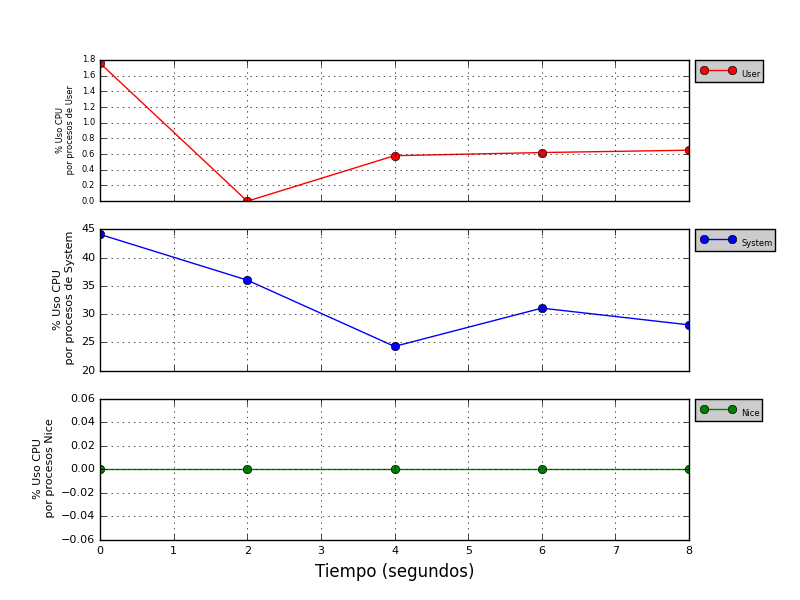 % Uso CPU
por procesos de User
1.8
1.6
1.4
1.2
1.0
0.8
0.6
0.4
0.2
0.0
User
% Uso CPU
por procesos de System
45
40
35
30
25
20
System
% Uso CPU
por procesos Nice
0.06
0.04
0.02
0.00
−0.02
−0.04
−0.06
Nice
0 1 2 3 4 5 6 7 8
Tiempo (segundos)